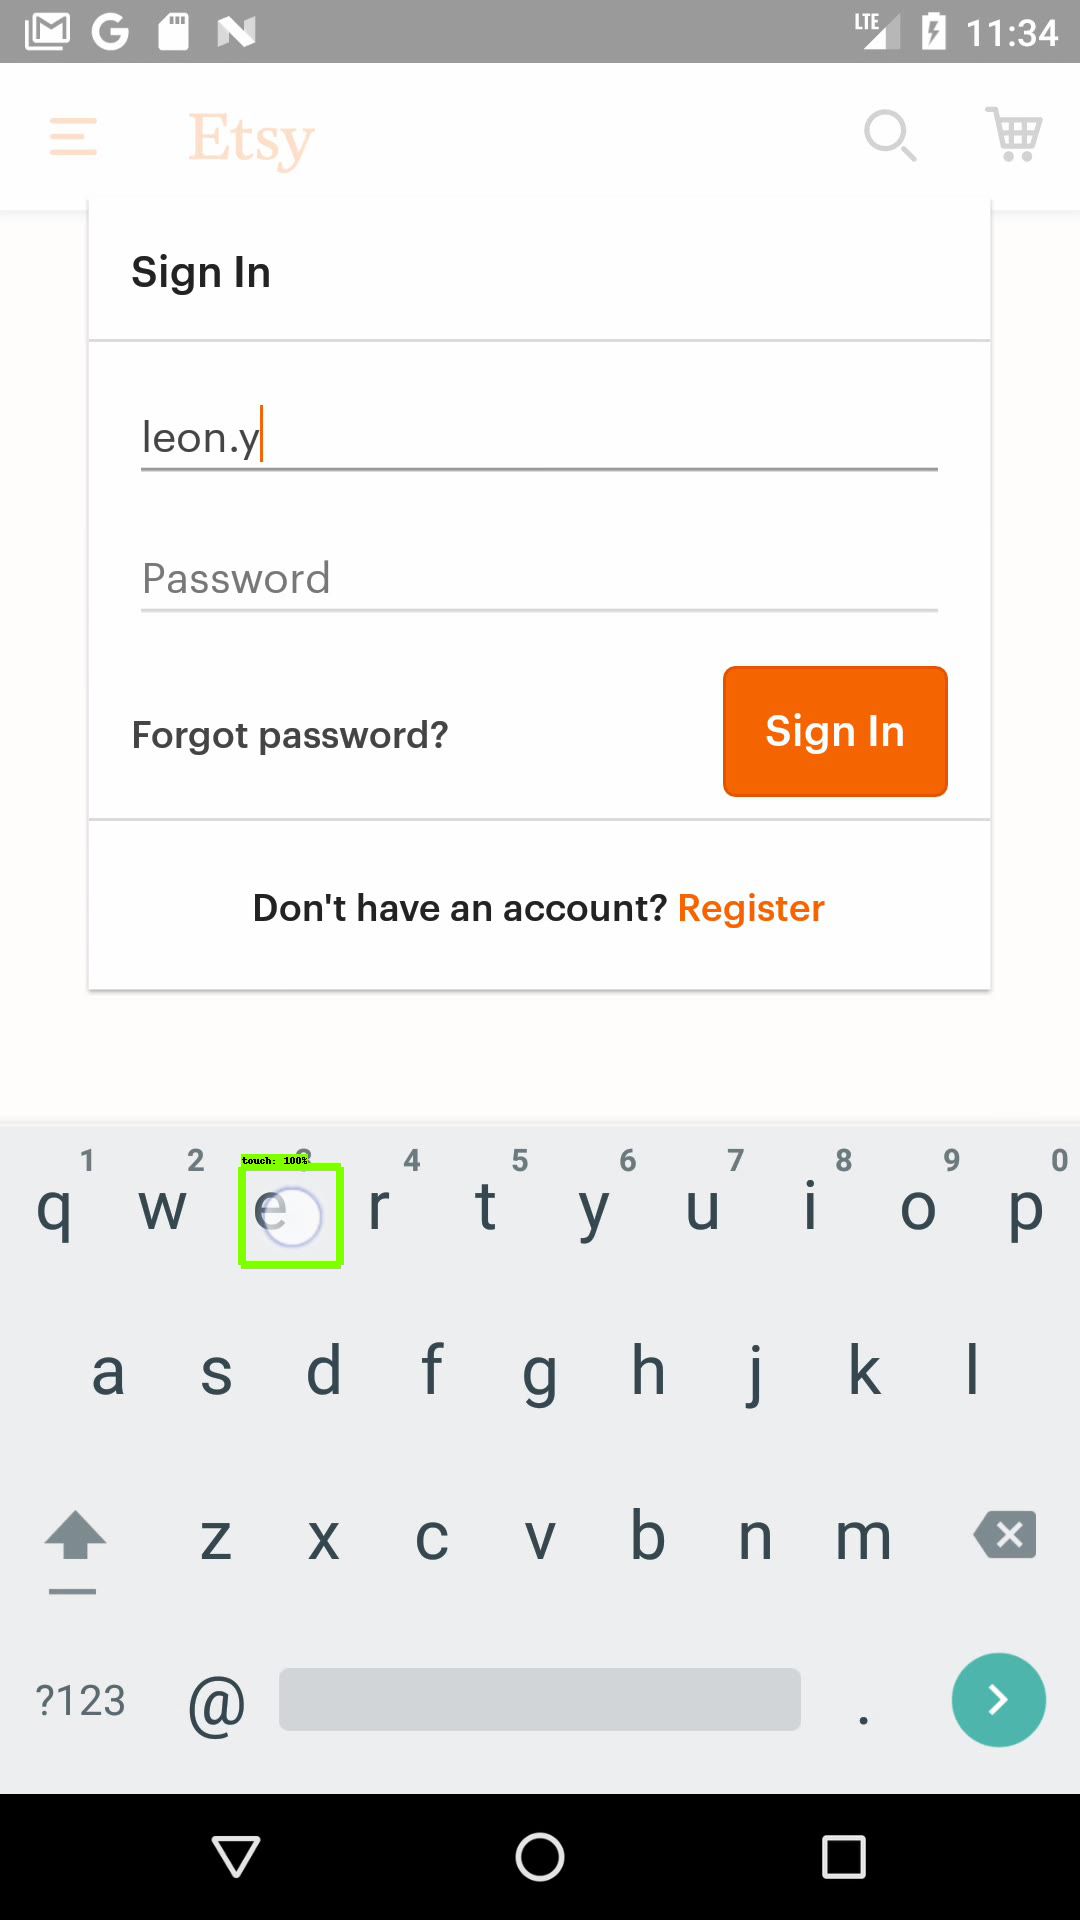 LTE 11:34
Etsy
Sign In
leon.y
Password
Forgot password? Sign In
Don't have an account? Register
touch: 100%
1 2 3 4 5 6 7 8 9 0
q w e r t y u i o p
a s d f g h j k l
z x c v b n m
?123 @ .